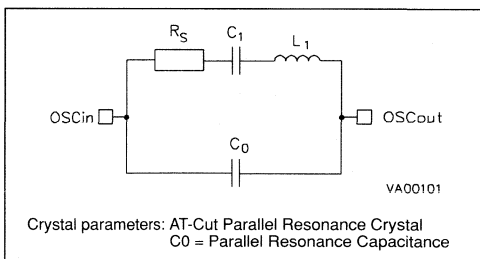 RS C1 L1
OSCin OSCout
C0
VA00101
Crystal parameters: AT-Cut Parallel Resonance Crystal
C0 = Parallel Resonance Capacitance